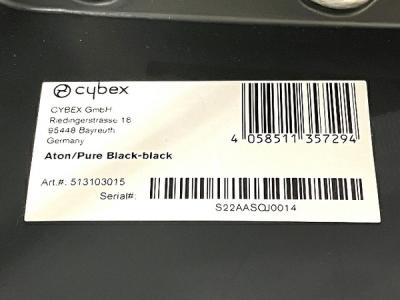 cybex
CYBEX GmbH
Riedingerstrasse 18
95448 Bayreuth
Germany
4 058511 357294
Aton/Pure Black-black
Art.#: 513103015
Serial#:
S22AASQJ0014